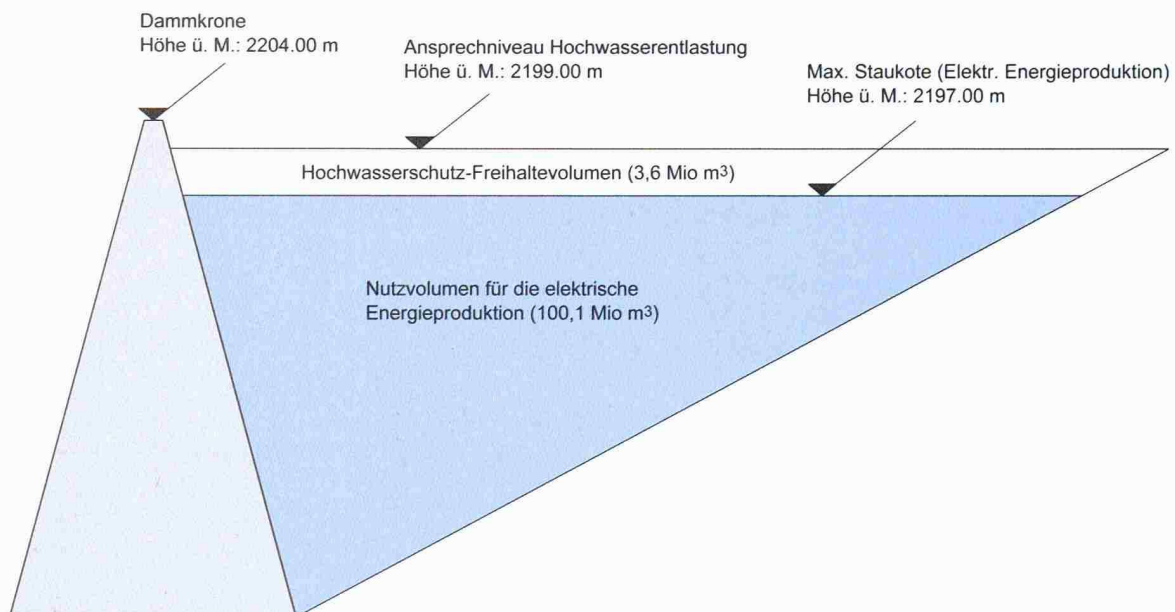 Dammkrone
Höhe ü. M.: 2204.00 m
Ansprechniveau Hochwasserentlastung
Höhe ü. M.: 2199.00 m
Max. Staukote (Elektr. Energieproduktion)
Höhe ü. M.: 2197.00 m
Hochwasserschutz-Freihaltevolumen (3,6 Mio m³)
Nutzvolumen für die elektrische
Energieproduktion (100,1 Mio m³)